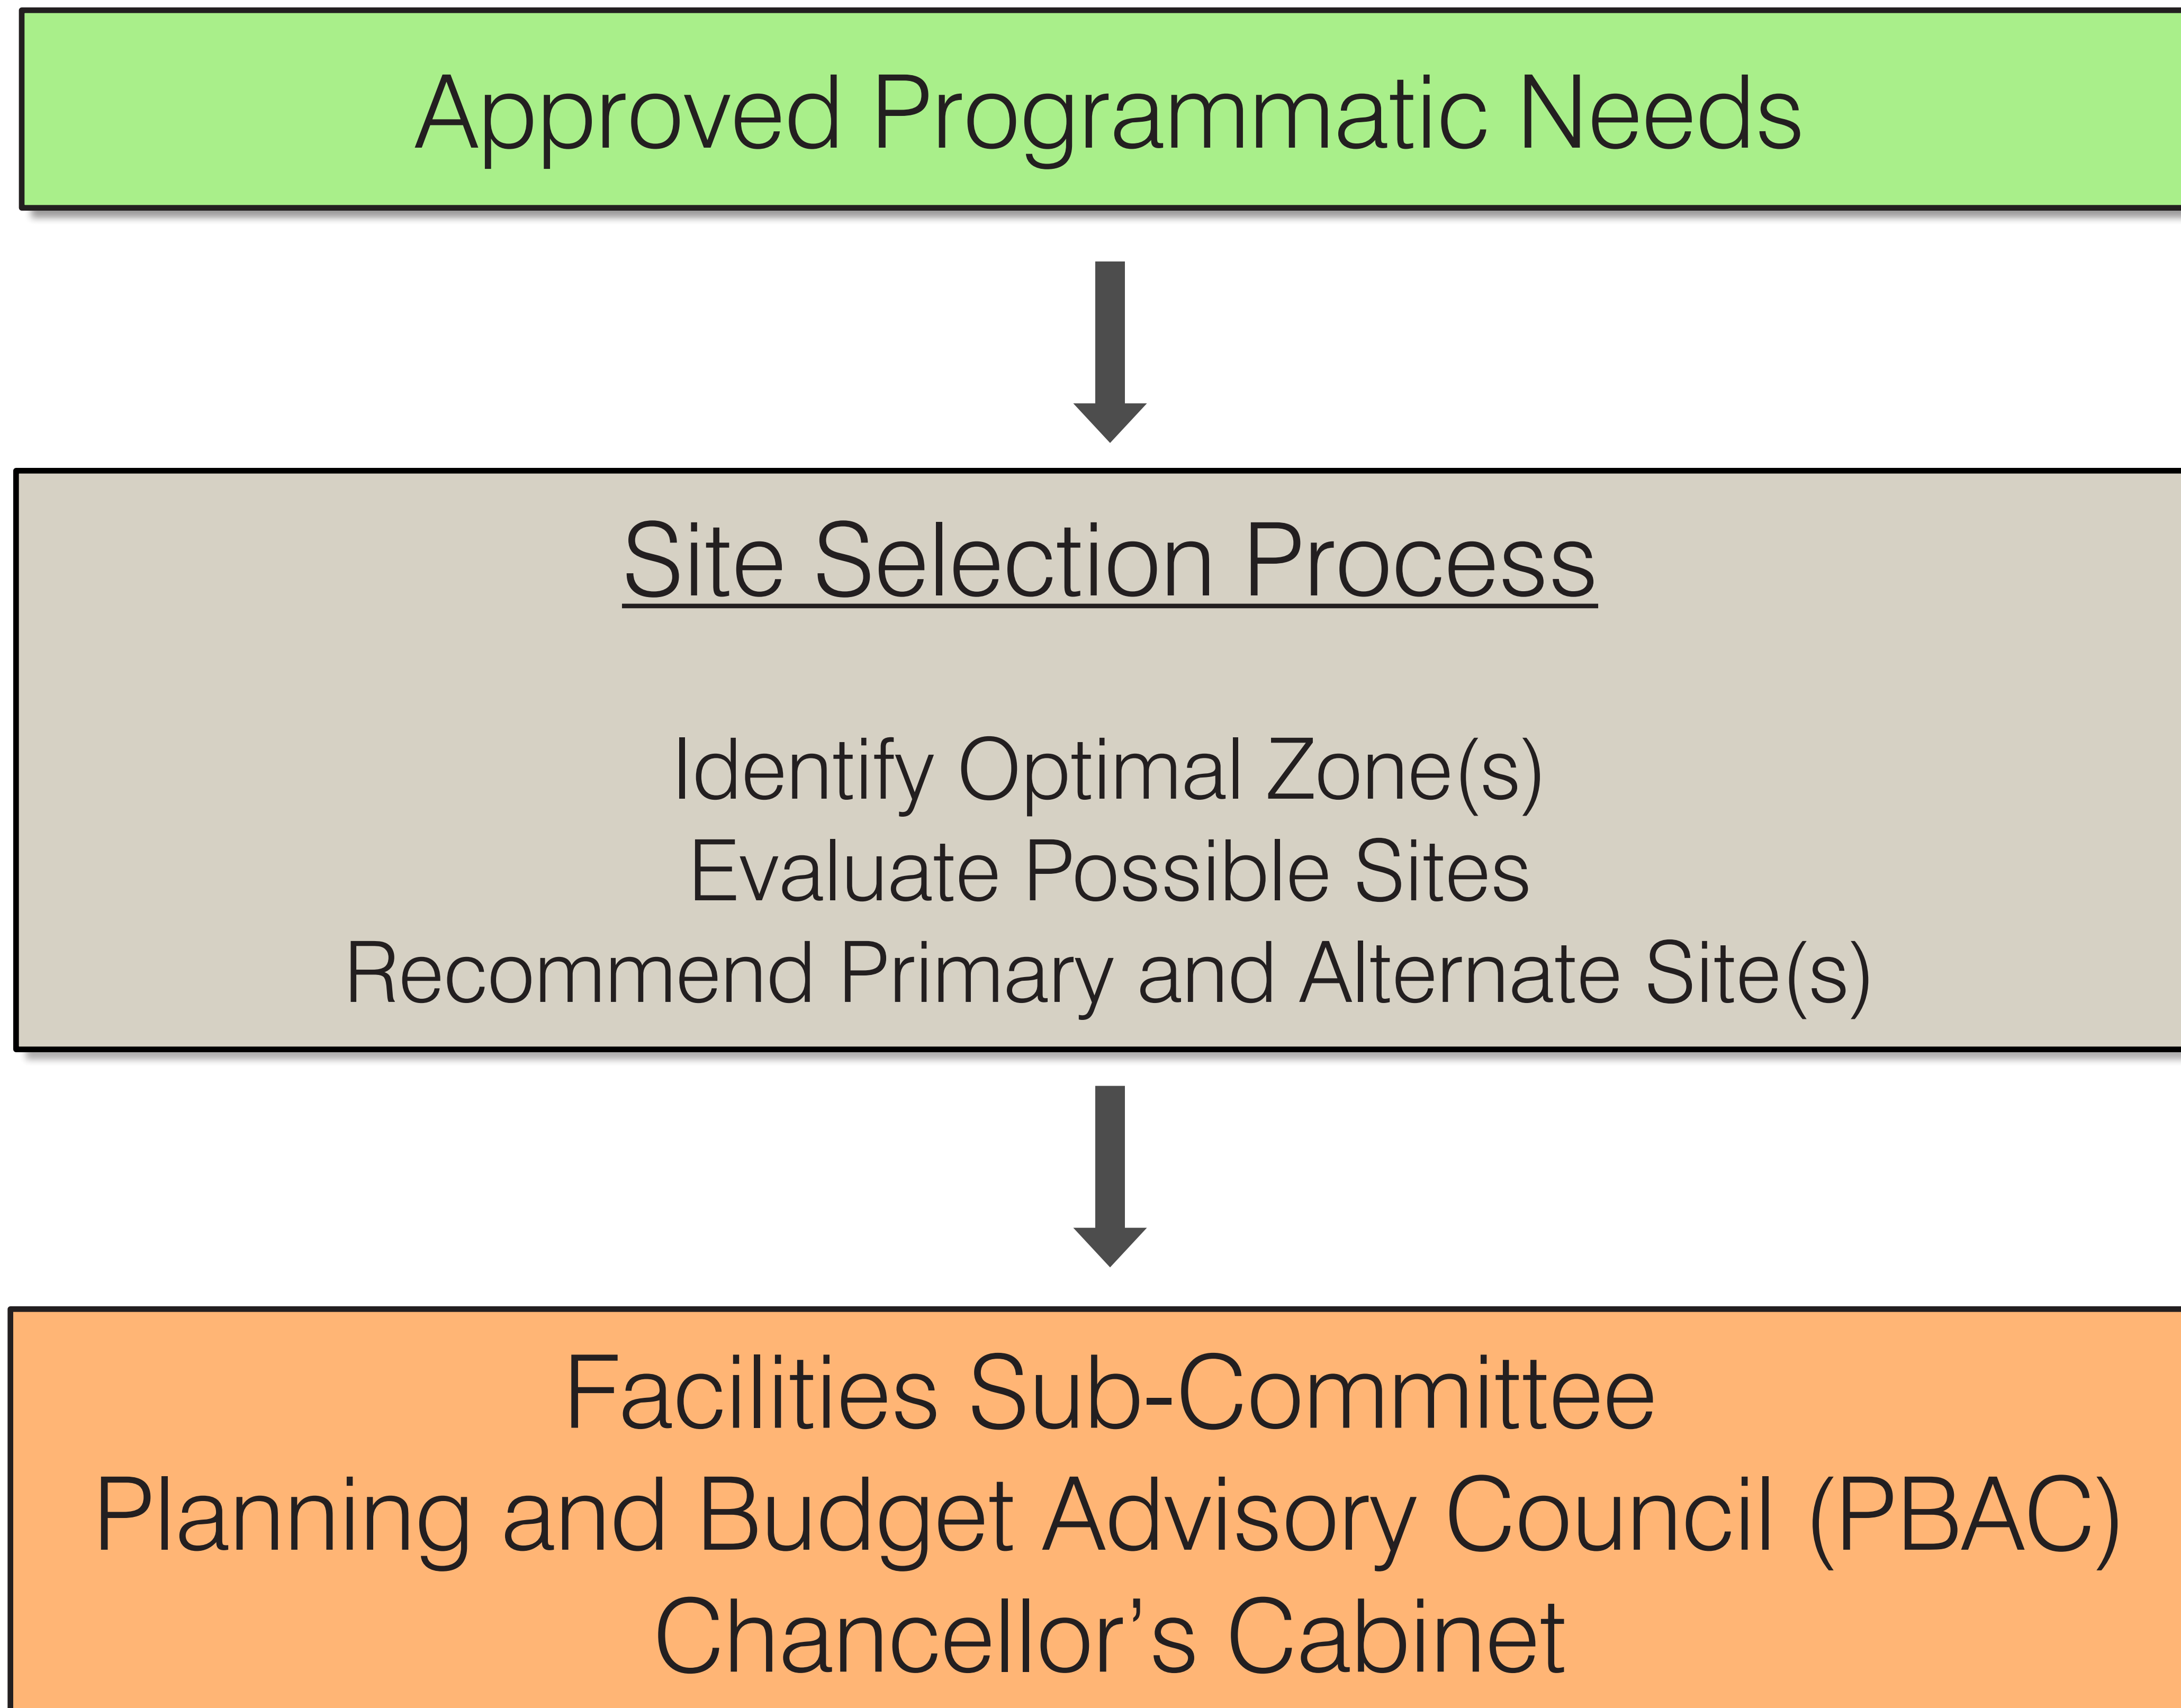 Approved Programmatic Needs
Site Selection Process
Identify Optimal Zone(s)
Evaluate Possible Sites
Recommend Primary and Alternate Site(s)
Facilities Sub-Committee
Planning and Budget Advisory Council (PBAC)
Chancellor’s Cabinet